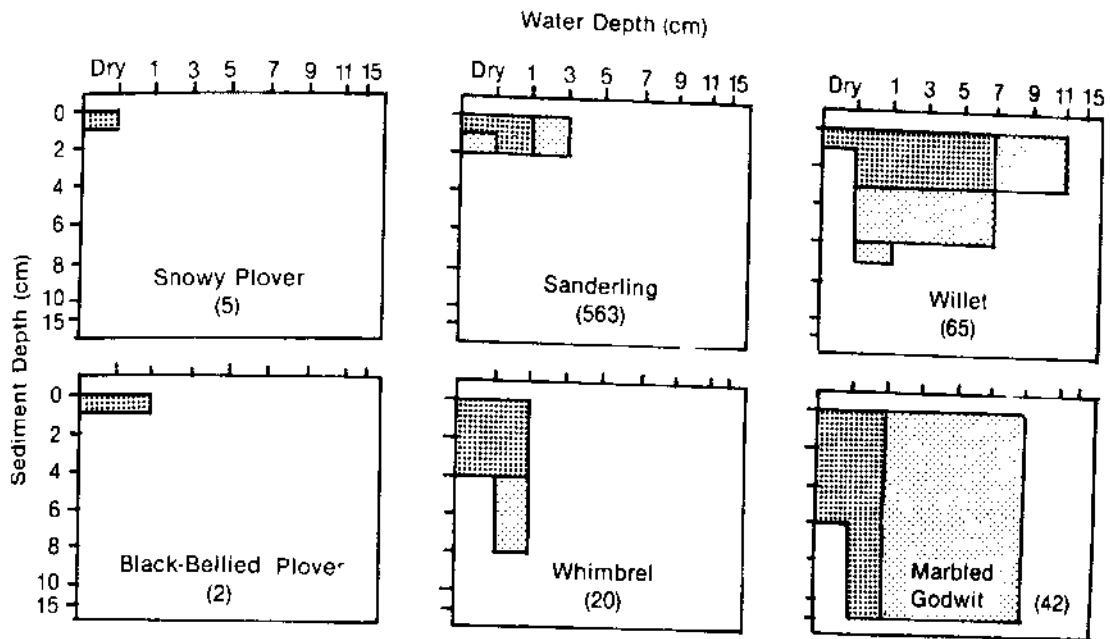 Water Depth (cm)
Dry 1 3 5 7 9 11 15
Dry 1 3 5 7 9 11 15
Dry 1 3 5 7 9 11 15
Sediment Depth (cm)
0
2
4
6
8
10
15
Snowy Plover
(5)
Sanderling
(563)
Willet
(65)
0
2
4
6
8
10
15
Black-Bellied Plover
(2)
Whimbrel
(20)
Marbled
Godwit (42)